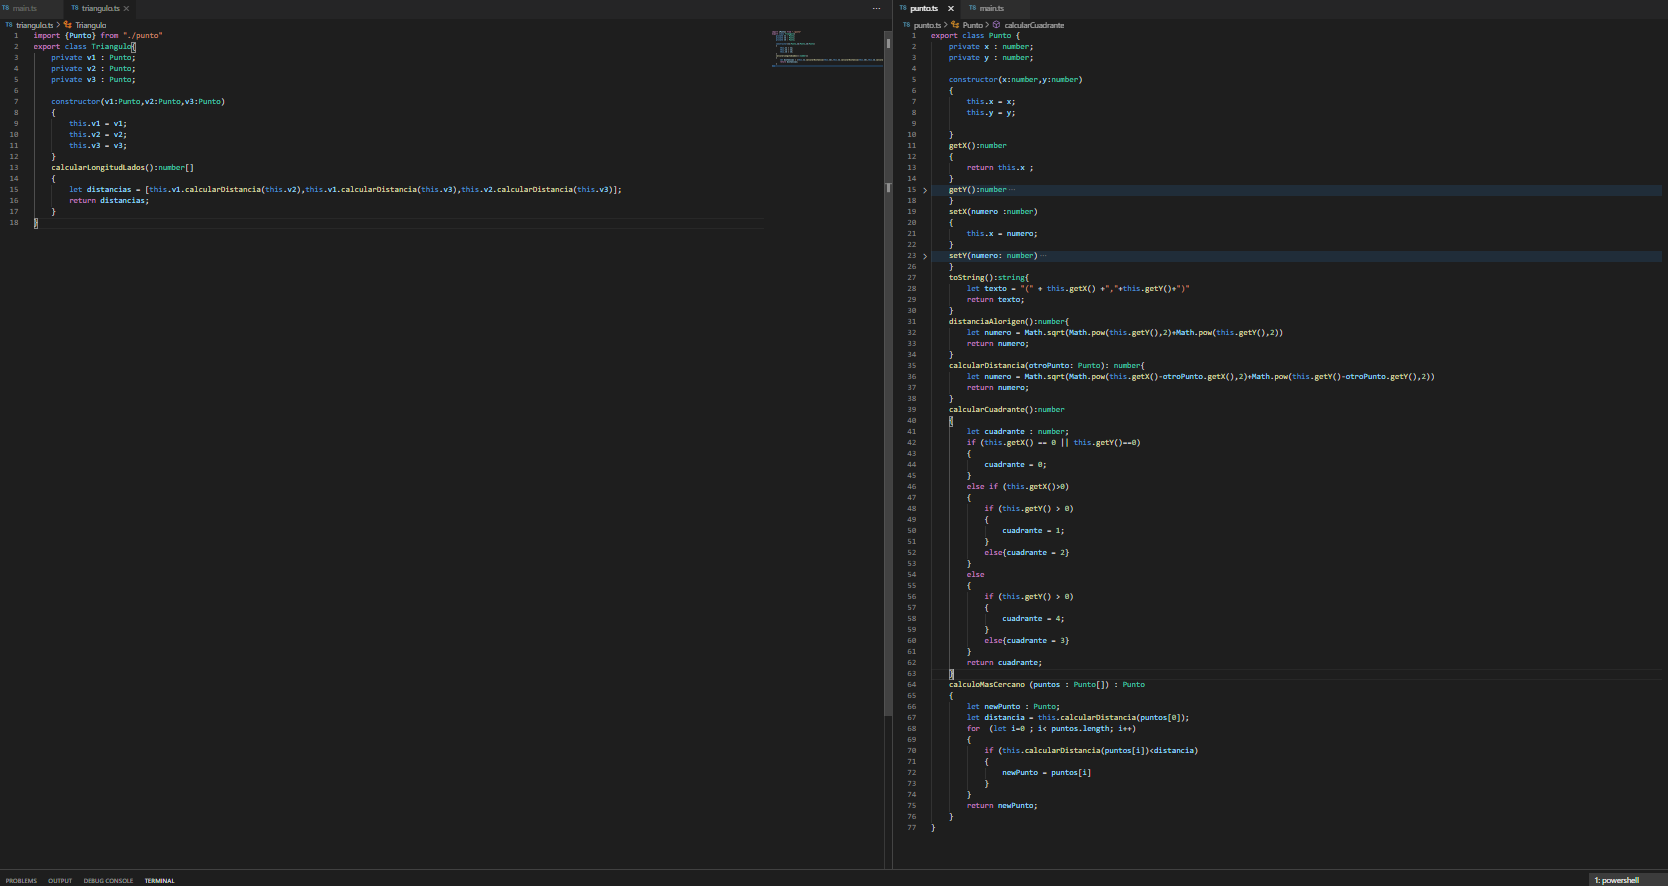 TS main.ts
TS triangulo.ts ×
...
TS triangulo.ts > Triangulo
1 import {Punto} from "./punto"
2 export class Triangulo{
3 private v1 : Punto;
4 private v2 : Punto;
5 private v3 : Punto;
6
7 constructor(v1:Punto,v2:Punto,v3:Punto)
8 {
9 this.v1 = v1;
10 this.v2 = v2;
11 this.v3 = v3;
12 }
13 calcularLongitudLados():number[]
14 {
15 let distancias = [this.v1.calcularDistancia(this.v2),this.v1.calcularDistancia(this.v3),this.v2.calcularDistancia(this.v3)];
16 return distancias;
17 }
18 }
TS punto.ts ×
TS main.ts
TS punto.ts > Punto > calcularCuadrante
1 export class Punto {
2 private x : number;
3 private y : number;
4
5 constructor(x:number,y:number)
6 {
7 this.x = x;
8 this.y = y;
9
10 }
11 getX():number
12 {
13 return this.x ;
14 }
15 > getY():number ···
18 }
19 setX(numero :number)
20 {
21 this.x = numero;
22 }
23 > setY(numero: number) ···
26 }
27 toString():string{
28 let texto = "(" + this.getX() +","+this.getY()+")"
29 return texto;
30 }
31 distanciaAlorigen():number{
32 let numero = Math.sqrt(Math.pow(this.getY(),2)+Math.pow(this.getY(),2))
33 return numero;
34 }
35 calcularDistancia(otroPunto: Punto): number{
36 let numero = Math.sqrt(Math.pow(this.getX()-otroPunto.getX(),2)+Math.pow(this.getY()-otroPunto.getY(),2))
37 return numero;
38 }
39 calcularCuadrante():number
40 {
41 let cuadrante : number;
42 if (this.getX() == 0 || this.getY()==0)
43 {
44 cuadrante = 0;
45 }
46 else if (this.getX()>0)
47 {
48 if (this.getY() > 0)
49 {
50 cuadrante = 1;
51 }
52 else{cuadrante = 2}
53 }
54 else
55 {
56 if (this.getY() > 0)
57 {
58 cuadrante = 4;
59 }
60 else{cuadrante = 3}
61 }
62 return cuadrante;
63 }
64 calculoMasCercano (puntos : Punto[]) : Punto
65 {
66 let newPunto : Punto;
67 let distancia = this.calcularDistancia(puntos[0]);
68 for (let i=0 ; i< puntos.length; i++)
69 {
70 if (this.calcularDistancia(puntos[i])<distancia)
71 {
72 newPunto = puntos[i]
73 }
74 }
75 return newPunto;
76 }
77 }
PROBLEMS OUTPUT DEBUG CONSOLE TERMINAL
1: powershell